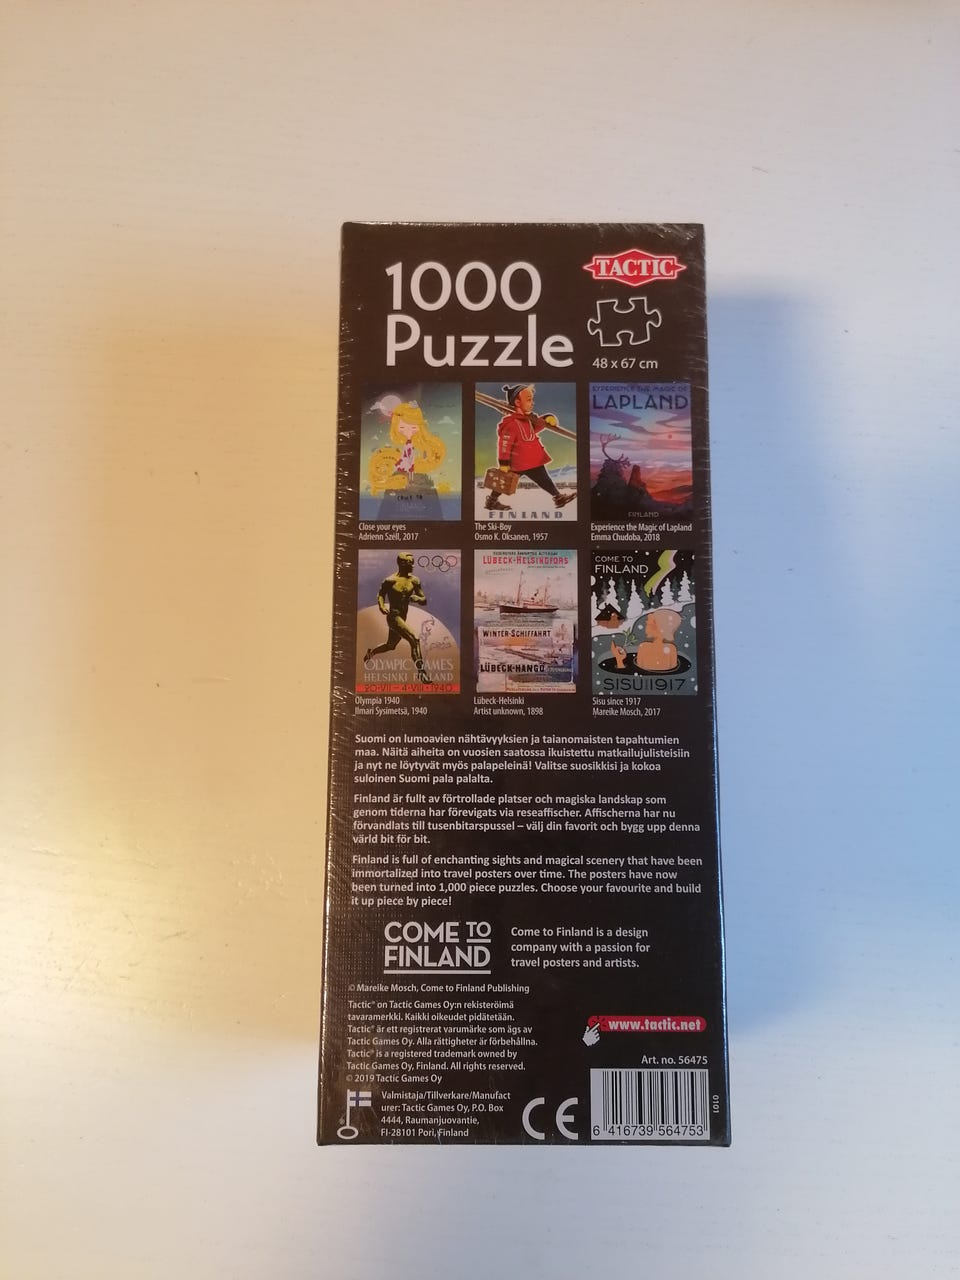 1000
Puzzle
TACTIC
48 x 67 cm
COME TO
EXPERIENCE THE MAGIC OF
LAPLAND
FINLAND
FINLAND
Close your eyes
Adrienn Széll, 2017
The Ski-Boy
Osmo K. Oksanen, 1957
Experience the Magic of Lapland
Emma Chudoba, 2018
OLYMPIC GAMES
HELSINKI FINLAND
20·VII – 4·VIII·1940
LÜBECK-HELSINGFORS
WINTER-SCHIFFAHRT
LÜBECK-HANGÖ
COME TO
FINLAND
SISU 1917
Olympia 1940
Ilmari Sysimetsä, 1940
Lübeck-Helsinki
Artist unknown, 1898
Sisu since 1917
Mareike Mosch, 2017
Suomi on lumoavien nähtävyyksien ja taianomaisten tapahtumien
maa. Näitä aiheita on vuosien saatossa ikuistettu matkailujulisteisiin
ja nyt ne löytyvät myös palapeleinä! Valitse suosikkisi ja kokoa
suloinen Suomi pala palalta.
Finland är fullt av förtrollade platser och magiska landskap som
genom tiderna har förevigats via reseaffischer. Affischerna har nu
förvandlats till tusenbitarspussel – välj din favorit och bygg upp denna
värld bit för bit.
Finland is full of enchanting sights and magical scenery that have been
immortalized into travel posters over time. The posters have now
been turned into 1,000 piece puzzles. Choose your favourite and build
it up piece by piece!
COME TO
FINLAND
Come to Finland is a design
company with a passion for
travel posters and artists.
© Mareike Mosch, Come to Finland Publishing
Tactic® on Tactic Games Oy:n rekisteröimä
tavaramerkki. Kaikki oikeudet pidätetään.
Tactic® är ett registrerat varumärke som ägs av
Tactic Games Oy. Alla rättigheter är förbehållna.
Tactic® is a registered trademark owned by
Tactic Games Oy, Finland. All rights reserved.
© 2019 Tactic Games Oy
www.tactic.net
Art. no. 56475
Valmistaja/Tillverkare/Manufact
urer: Tactic Games Oy, P.O. Box
4444, Raumanjuovantie,
FI-28101 Pori, Finland
CE
6 416739 564753
0101